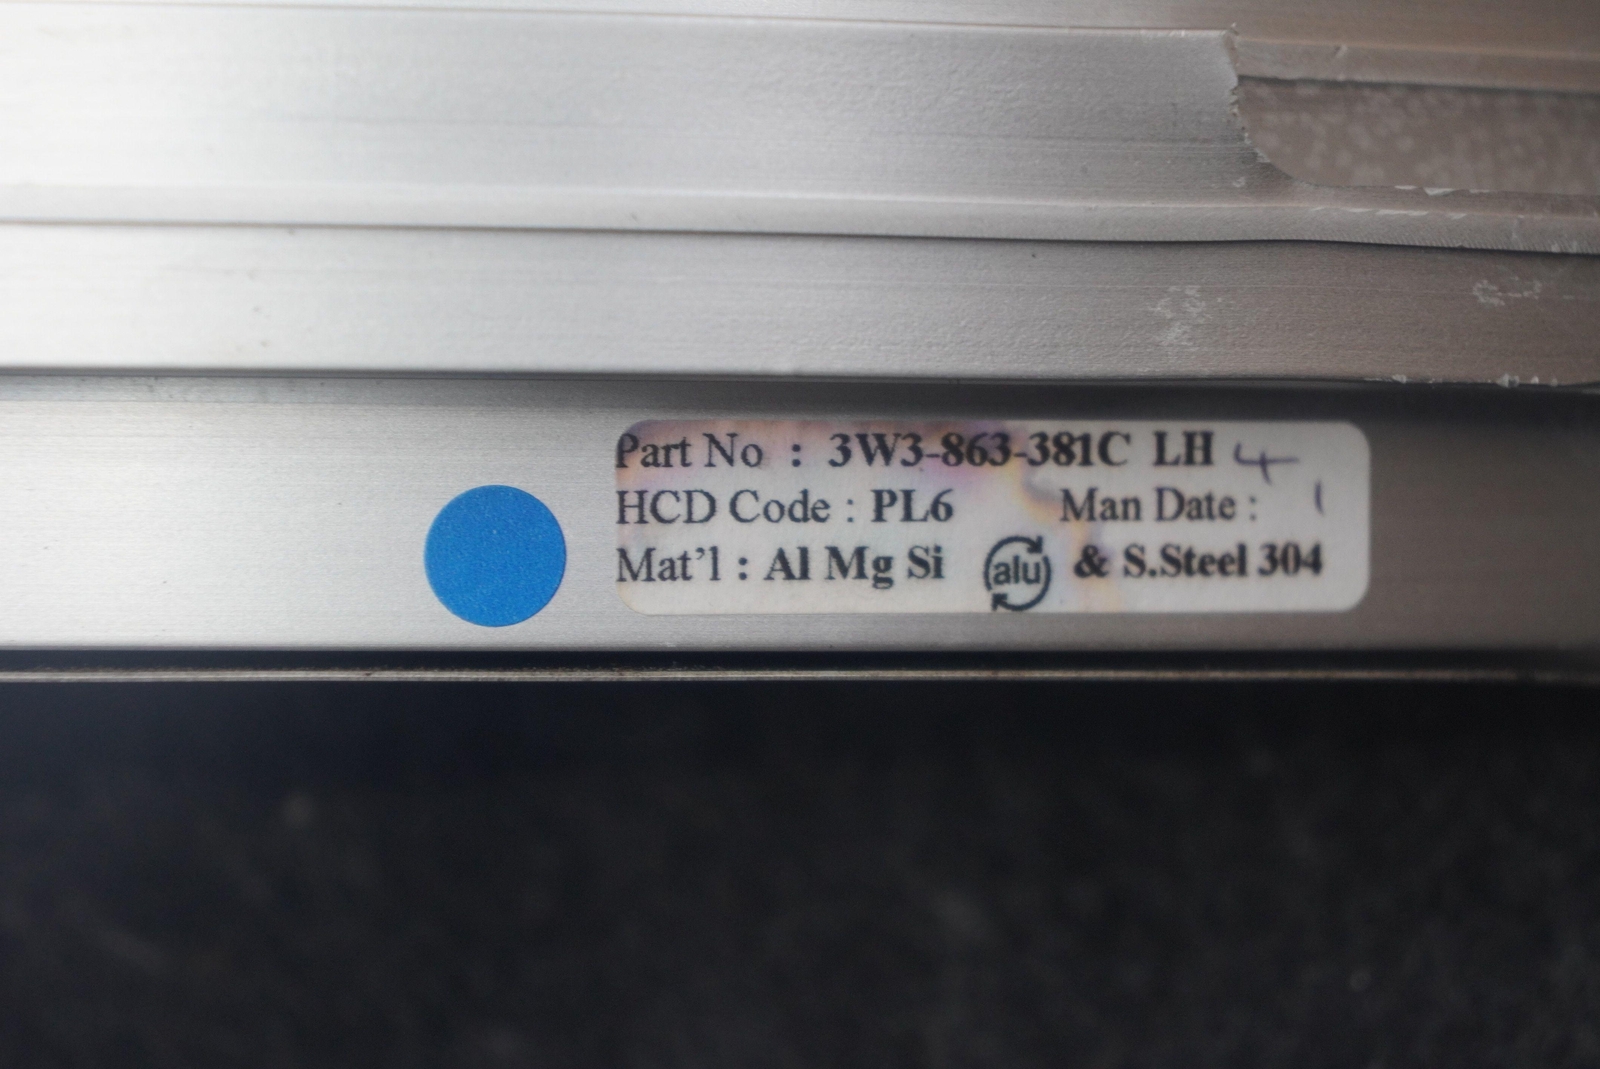 Part No : 3W3-863-381C LH 4
HCD Code : PL6 Man Date : 1
Mat'l : Al Mg Si alu & S.Steel 304